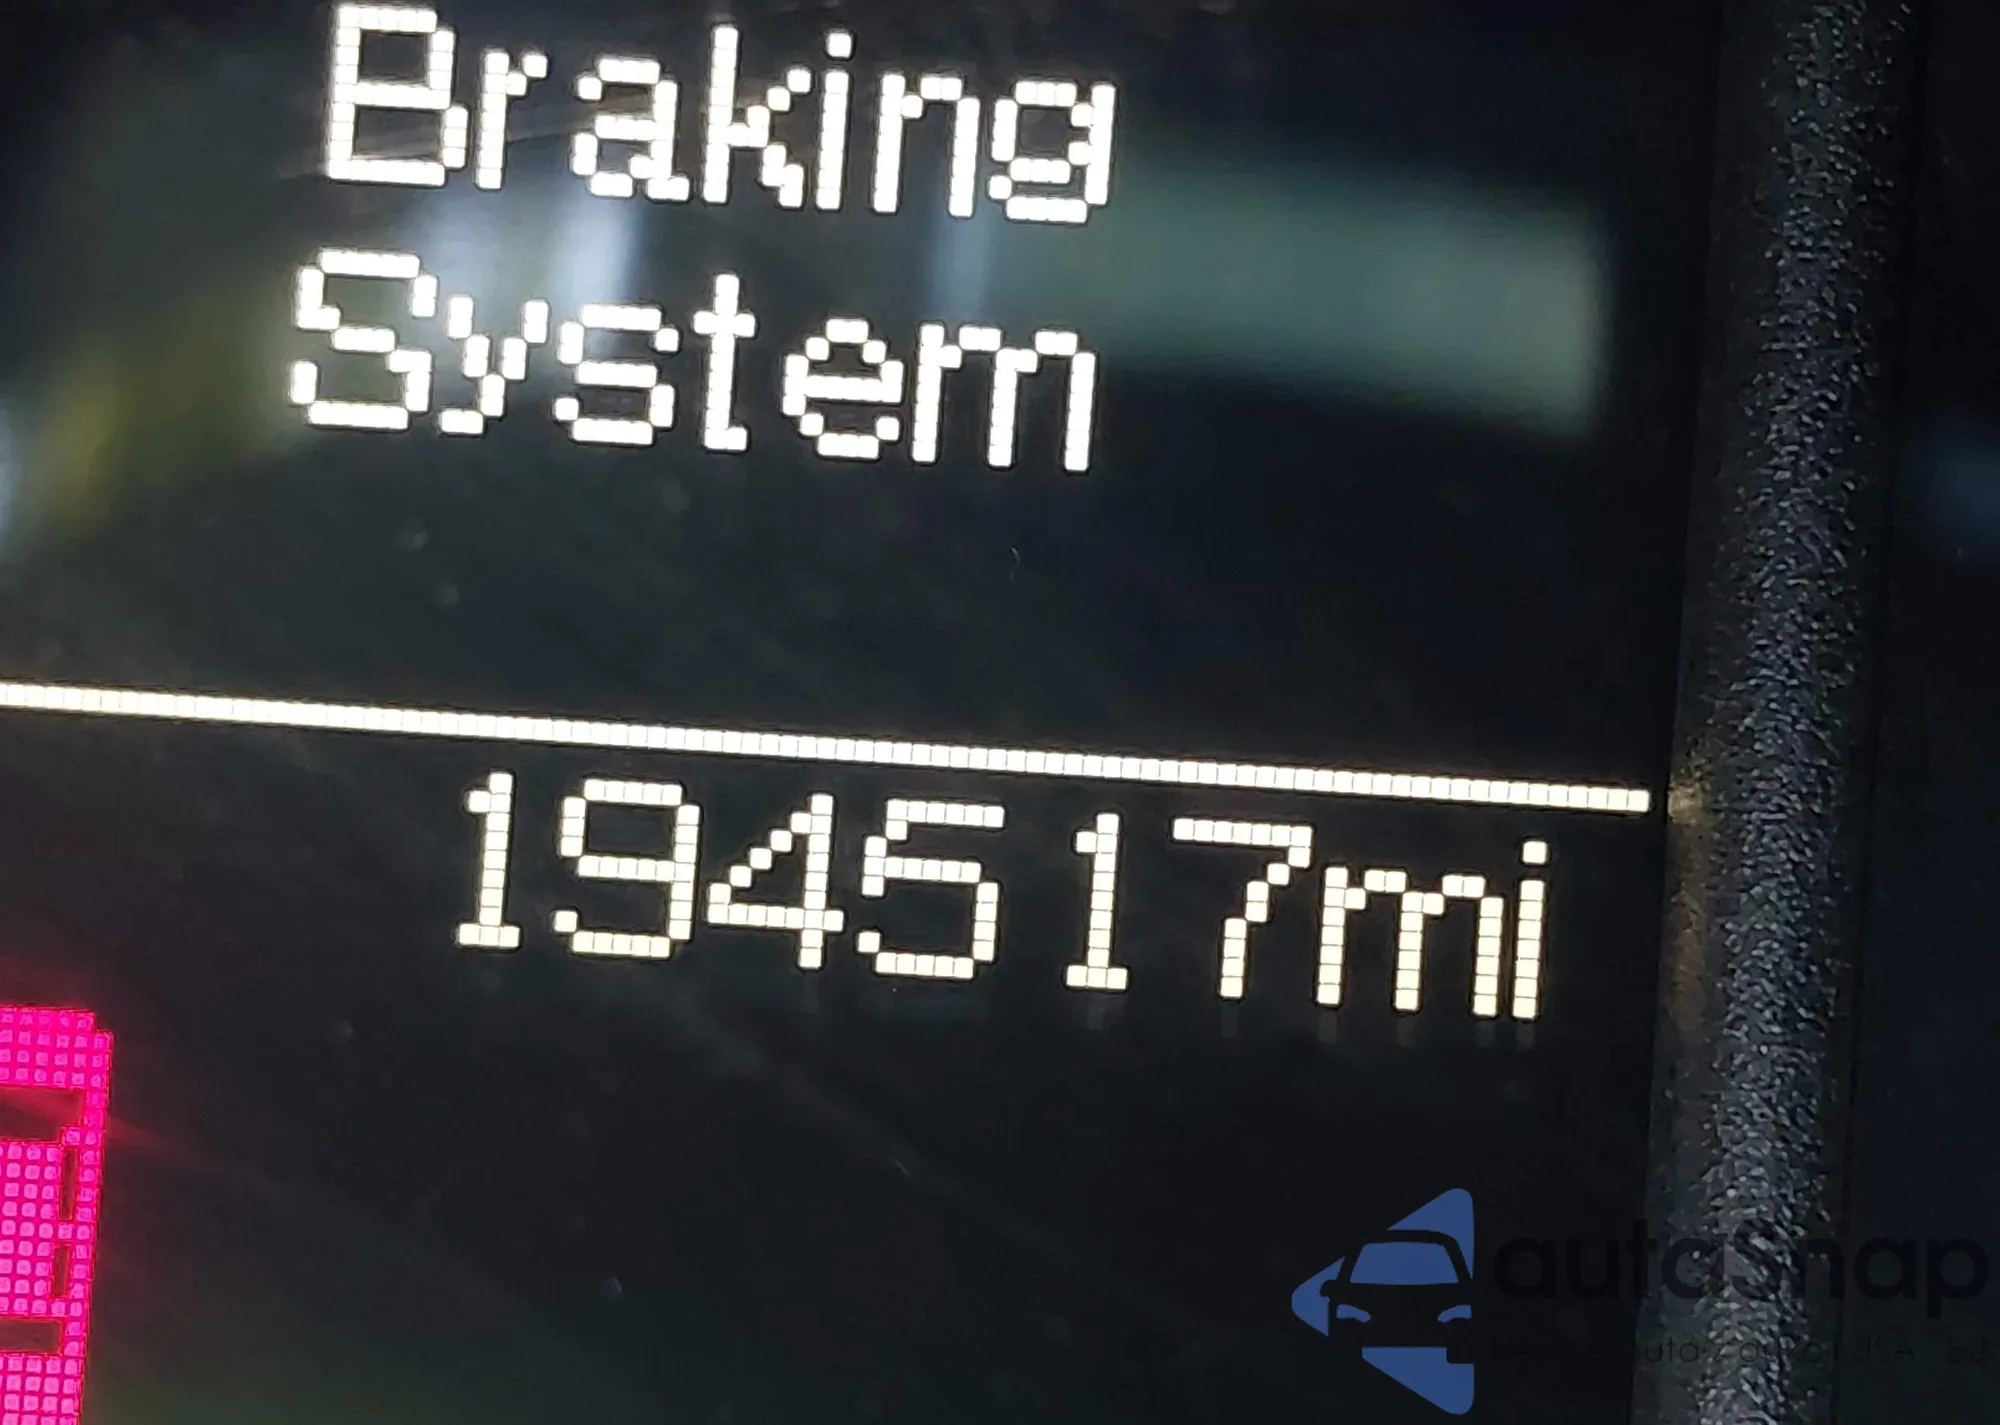 Braking
System
194517mi
autosnap